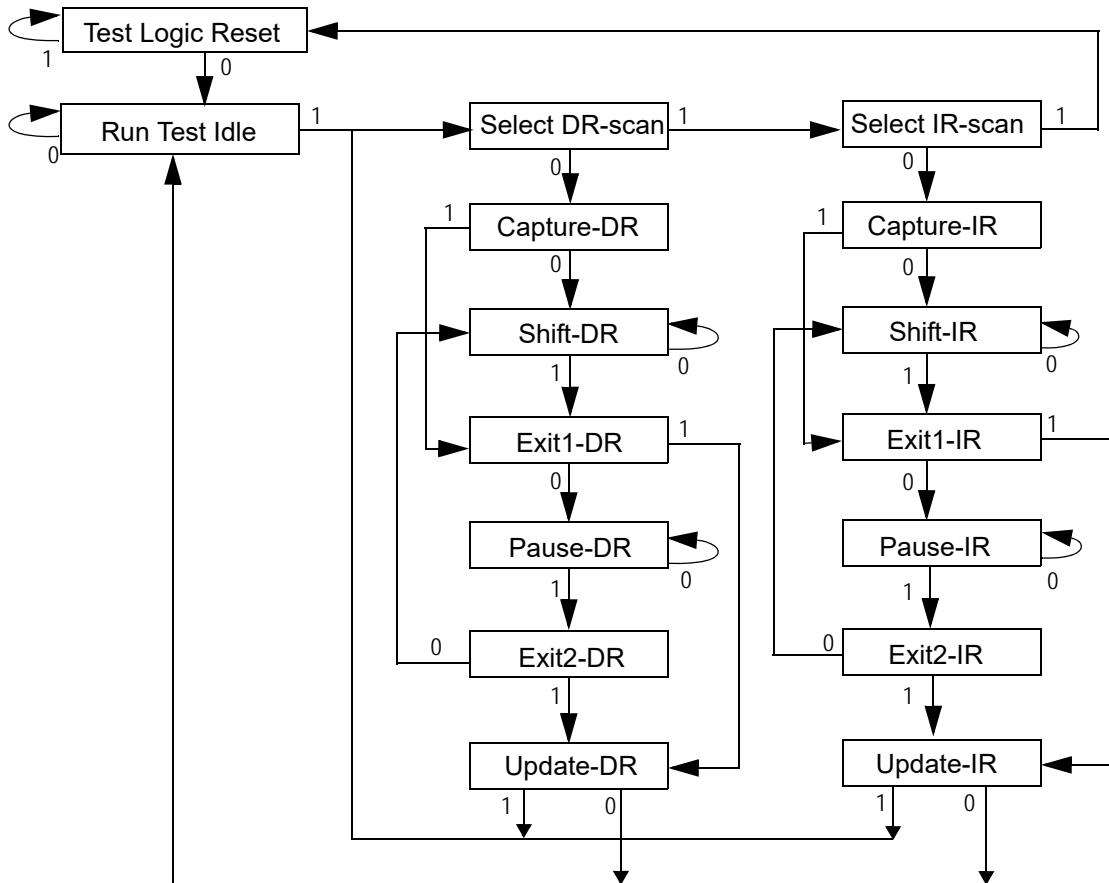 Test Logic Reset
1
0
Run Test Idle
0
1
Select DR-scan
1
0
Select IR-scan
1
0
1
Capture-DR
0
1
Capture-IR
0
Shift-DR
0
1
Shift-IR
0
1
Exit1-DR
1
0
Exit1-IR
1
0
Pause-DR
0
1
Pause-IR
0
1
0
Exit2-DR
1
0
Exit2-IR
1
Update-DR
1
0
Update-IR
1
0